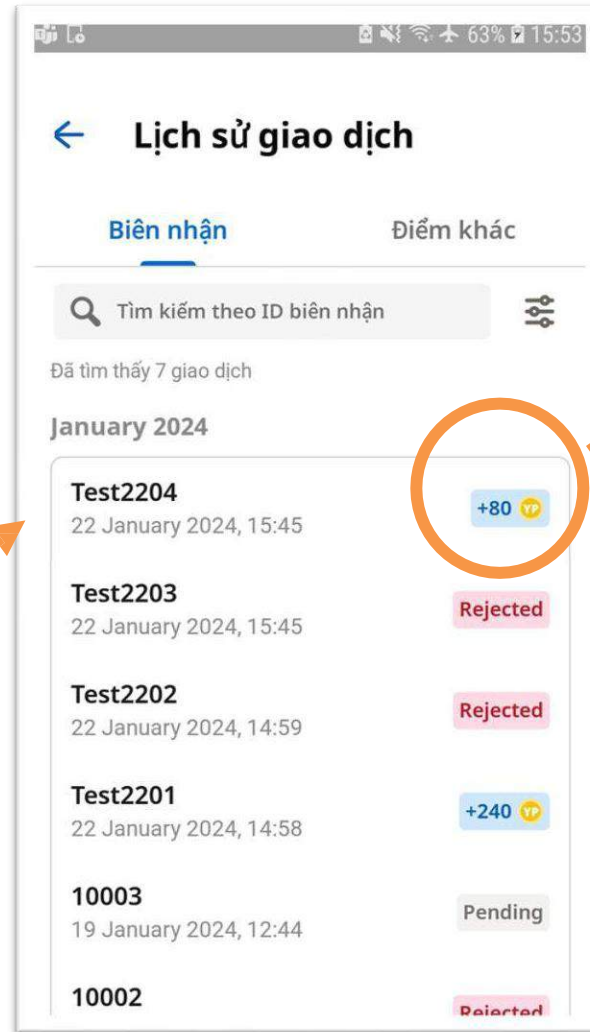 63% 15:53
Lịch sử giao dịch
Biên nhận Điểm khác
Tìm kiếm theo ID biên nhận
Đã tìm thấy 7 giao dịch
January 2024
Test2204
+80 YP
22 January 2024, 15:45
Test2203
Rejected
22 January 2024, 15:45
Test2202
Rejected
22 January 2024, 14:59
Test2201
+240 YP
22 January 2024, 14:58
10003
Pending
19 January 2024, 12:44
10002
Rejected